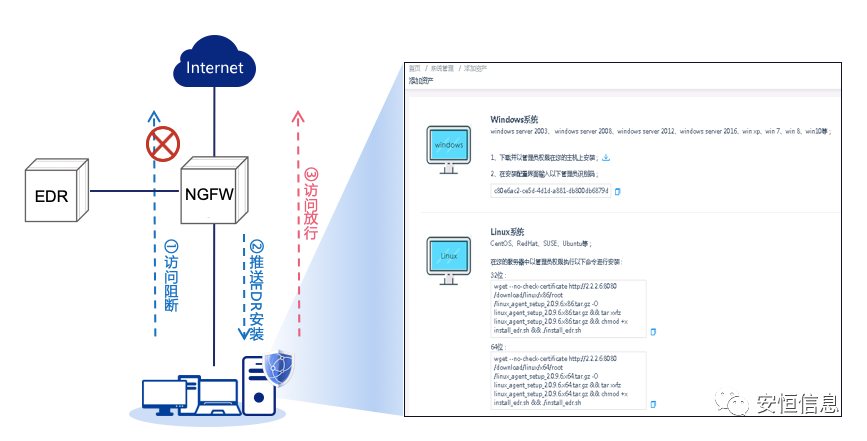 Internet
EDR
NGFW
①访问阻断
②推送EDR安装
③访问放行
首页 / 系统管理 / 添加资产
添加资产
windows
Windows系统
windows server 2003、windows server 2008、windows server 2012、windows server 2016、win xp、win 7、win 8、win10等；
1、下载并以管理员权限在您的主机上安装；
2、在安装配置界面输入以下管理员识别码；
c80e6ac2-ce5d-4d1d-a881-db800db6879d
Linux
Linux系统
CentOS、RedHat、SUSE、Ubuntu等；
在您的服务器中以管理员权限执行以下命令进行安装
32位：
wget --no-check-certificate http://2.2.2.6:8080
/download/linux/x86/root
/linux_agent_setup_2.0.9.6.x86.tar.gz -O
linux_agent_setup_2.0.9.6.x86.tar.gz && tar xvfz
linux_agent_setup_2.0.9.6.x86.tar.gz && chmod +x
install_edr.sh && ./install_edr.sh
64位：
wget --no-check-certificate http://2.2.2.6:8080
/download/linux/x64/root
/linux_agent_setup_2.0.9.6.x64.tar.gz -O
linux_agent_setup_2.0.9.6.x64.tar.gz && tar xvfz
linux_agent_setup_2.0.9.6.x64.tar.gz && chmod +x
install_edr.sh && ./install_edr.sh
安恒信息